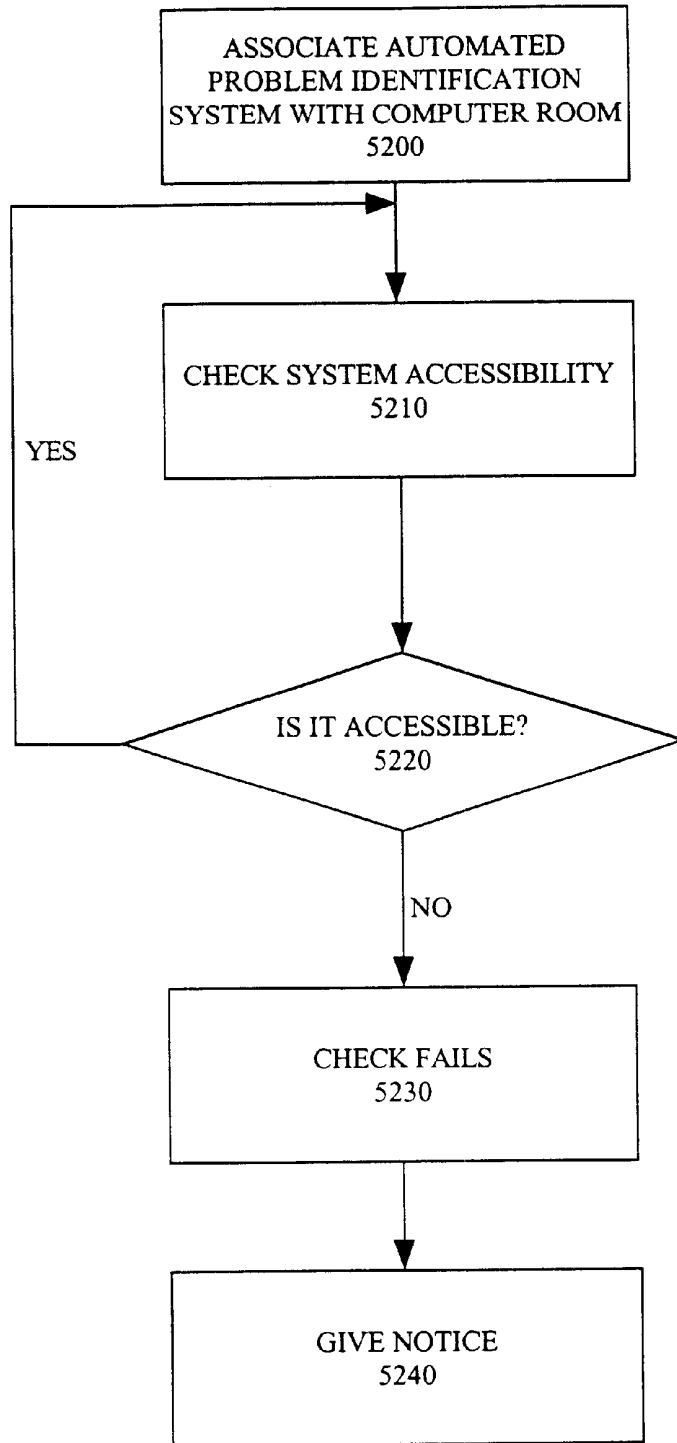 ASSOCIATE AUTOMATED
PROBLEM IDENTIFICATION
SYSTEM WITH COMPUTER ROOM
5200
CHECK SYSTEM ACCESSIBILITY
5210
YES
IS IT ACCESSIBLE?
5220
NO
CHECK FAILS
5230
GIVE NOTICE
5240